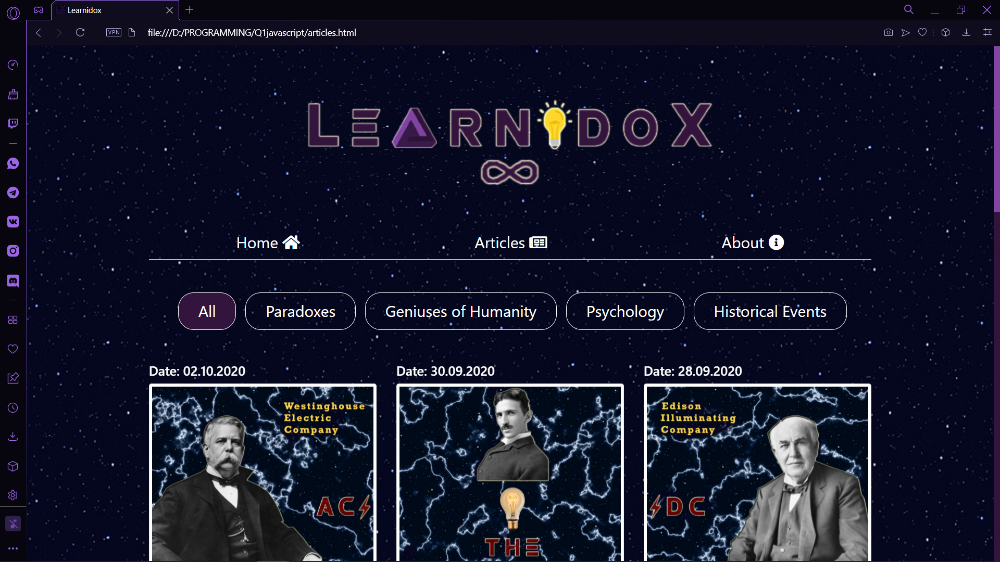 Learnidox
VPN
file:///D:/PROGRAMMING/Q1javascript/articles.html
LEARNIDOX
Home
Articles
About
All
Paradoxes
Geniuses of Humanity
Psychology
Historical Events
Date: 02.10.2020
Date: 30.09.2020
Date: 28.09.2020
Westinghouse
Electric
Company
AC
THE
Edison
Illuminating
Company
DC